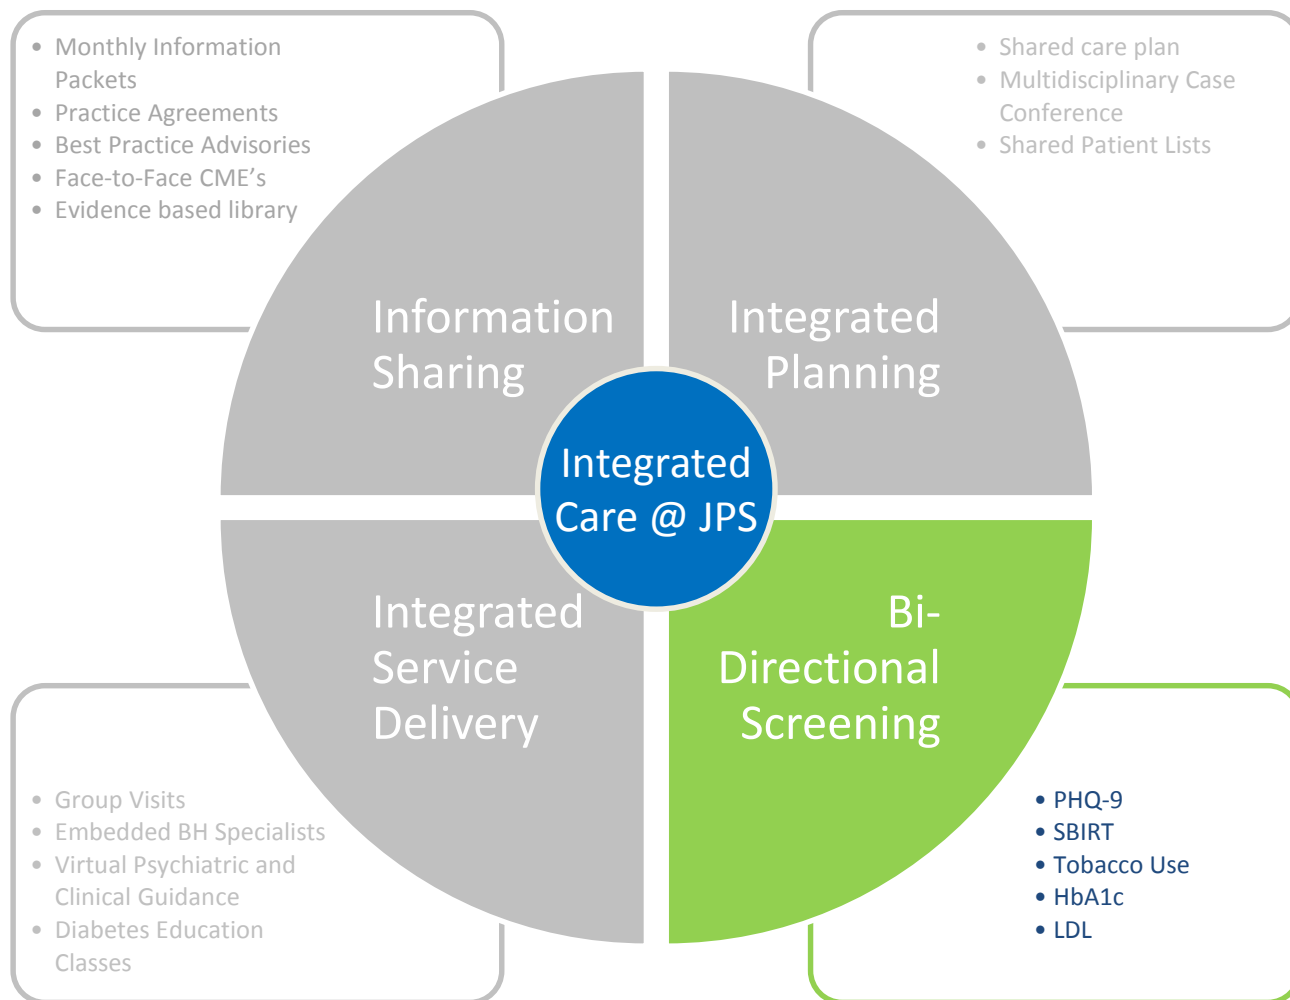 • Monthly Information
Packets
• Practice Agreements
• Best Practice Advisories
• Face-to-Face CME’s
• Evidence based library
• Shared care plan
• Multidisciplinary Case
Conference
• Shared Patient Lists
Information
Sharing
Integrated
Planning
Integrated
Care @ JPS
Integrated
Service
Delivery
Bi-
Directional
Screening
• Group Visits
• Embedded BH Specialists
• Virtual Psychiatric and
Clinical Guidance
• Diabetes Education
Classes
• PHQ-9
• SBIRT
• Tobacco Use
• HbA1c
• LDL